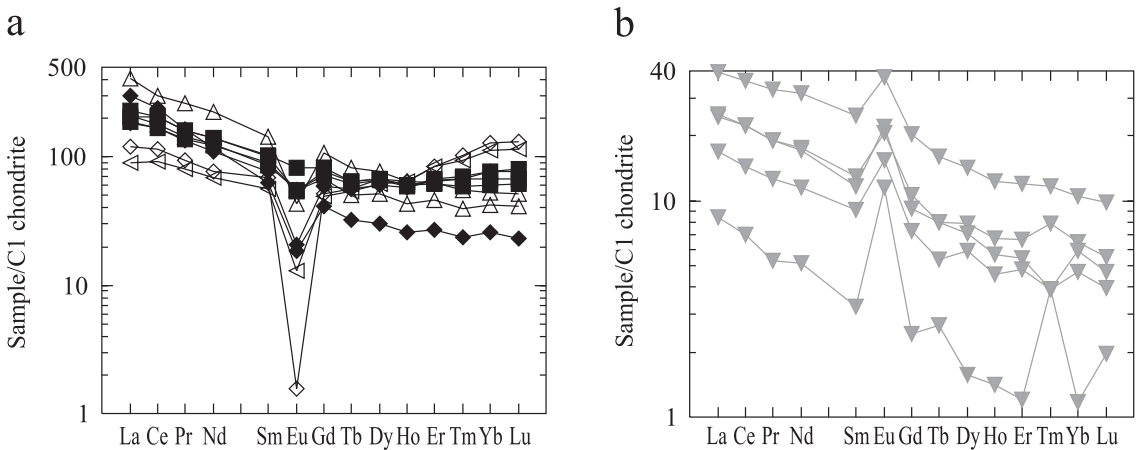 a
500
100
10
1
Sample/C1 chondrite
La Ce Pr Nd Sm Eu Gd Tb Dy Ho Er Tm Yb Lu
b
40
10
1
Sample/C1 chondrite
La Ce Pr Nd Sm Eu Gd Tb Dy Ho Er Tm Yb Lu